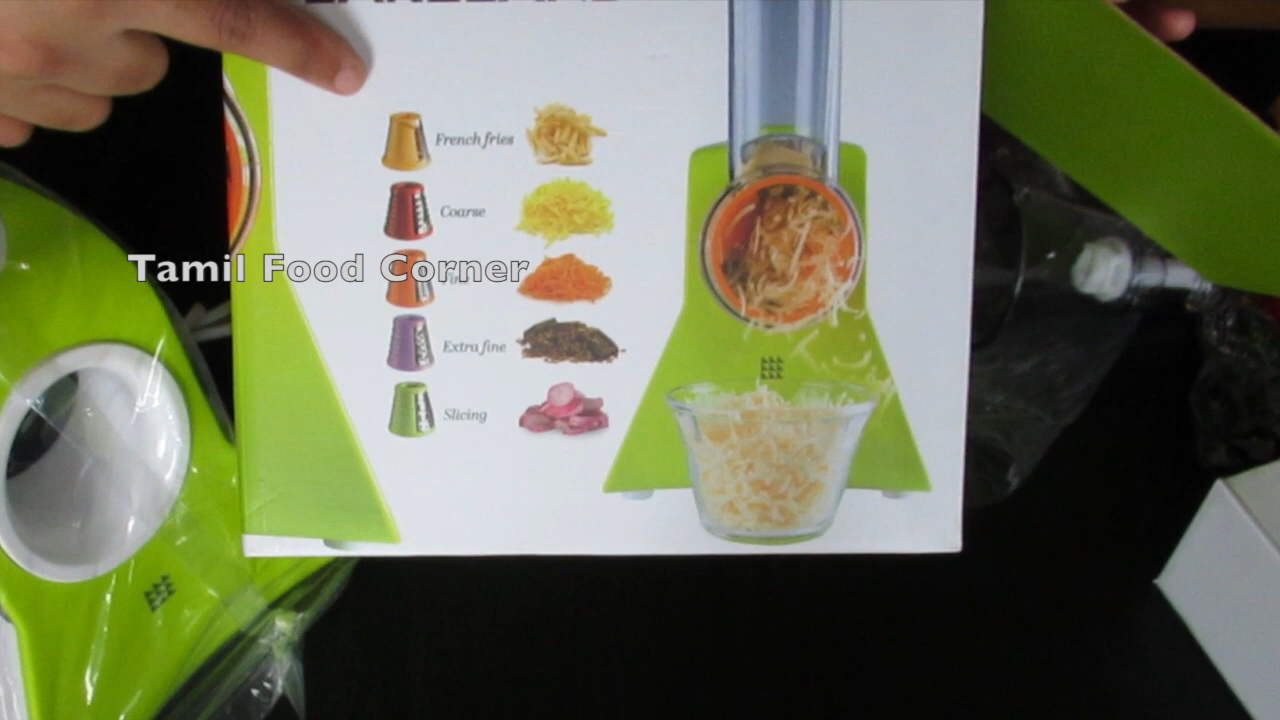 French fries
Coarse
Tamil Food Corner
Extra fine
Slicing